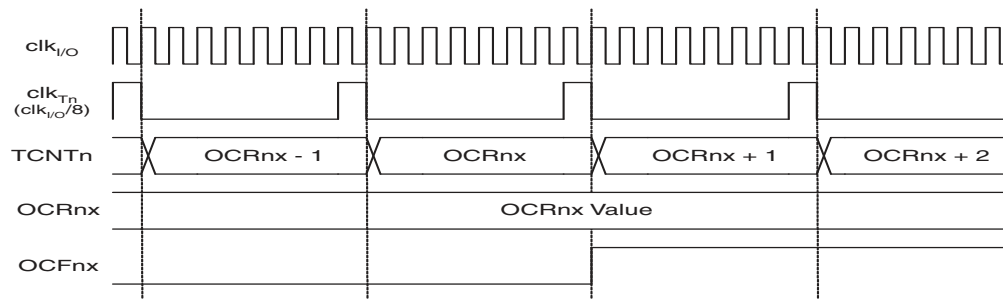 clkI/O
clkTn
(clkI/O/8)
TCNTn OCRnx - 1 OCRnx OCRnx + 1 OCRnx + 2
OCRnx OCRnx Value
OCFnx